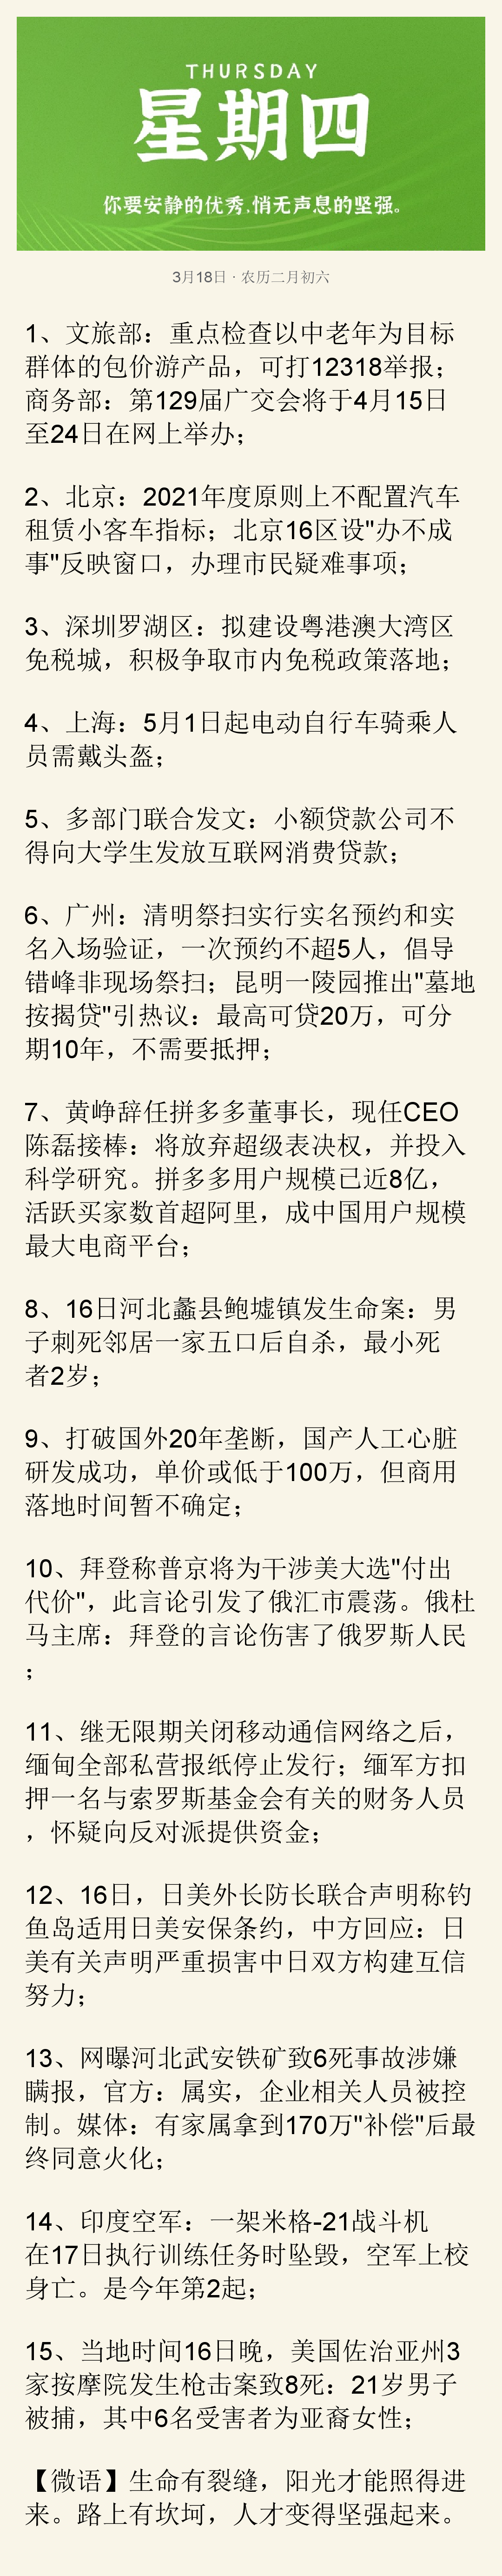 THURSDAY
星期四
你要安静的优秀,悄无声息的坚强。
3月18日 · 农历二月初六
1、文旅部：重点检查以中老年为目标
群体的包价游产品，可打12318举报；
商务部：第129届广交会将于4月15日
至24日在网上举办；
2、北京：2021年度原则上不配置汽车
租赁小客车指标；北京16区设"办不成
事"反映窗口，办理市民疑难事项；
3、深圳罗湖区：拟建设粤港澳大湾区
免税城，积极争取市内免税政策落地；
4、上海：5月1日起电动自行车骑乘人
员需戴头盔；
5、多部门联合发文：小额贷款公司不
得向大学生发放互联网消费贷款；
6、广州：清明祭扫实行实名预约和实
名入场验证，一次预约不超5人，倡导
错峰非现场祭扫；昆明一陵园推出"墓地
按揭贷"引热议：最高可贷20万，可分
期10年，不需要抵押；
7、黄峥辞任拼多多董事长，现任CEO
陈磊接棒：将放弃超级表决权，并投入
科学研究。拼多多用户规模已近8亿，
活跃买家数首超阿里，成中国用户规模
最大电商平台；
8、16日河北蠡县鲍墟镇发生命案：男
子刺死邻居一家五口后自杀，最小死
者2岁；
9、打破国外20年垄断，国产人工心脏
研发成功，单价或低于100万，但商用
落地时间暂不确定；
10、拜登称普京将为干涉美大选"付出
代价"，此言论引发了俄汇市震荡。俄杜
马主席：拜登的言论伤害了俄罗斯人民
；
11、继无限期关闭移动通信网络之后，
缅甸全部私营报纸停止发行；缅军方扣
押一名与索罗斯基金会有关的财务人员
，怀疑向反对派提供资金；
12、16日，日美外长防长联合声明称钓
鱼岛适用日美安保条约，中方回应：日
美有关声明严重损害中日双方构建互信
努力；
13、网曝河北武安铁矿致6死事故涉嫌
瞒报，官方：属实，企业相关人员被控
制。媒体：有家属拿到170万"补偿"后最
终同意火化；
14、印度空军：一架米格-21战斗机
在17日执行训练任务时坠毁，空军上校
身亡。是今年第2起；
15、当地时间16日晚，美国佐治亚州3
家按摩院发生枪击案致8死：21岁男子
被捕，其中6名受害者为亚裔女性；
【微语】生命有裂缝，阳光才能照得进
来。路上有坎坷，人才变得坚强起来。